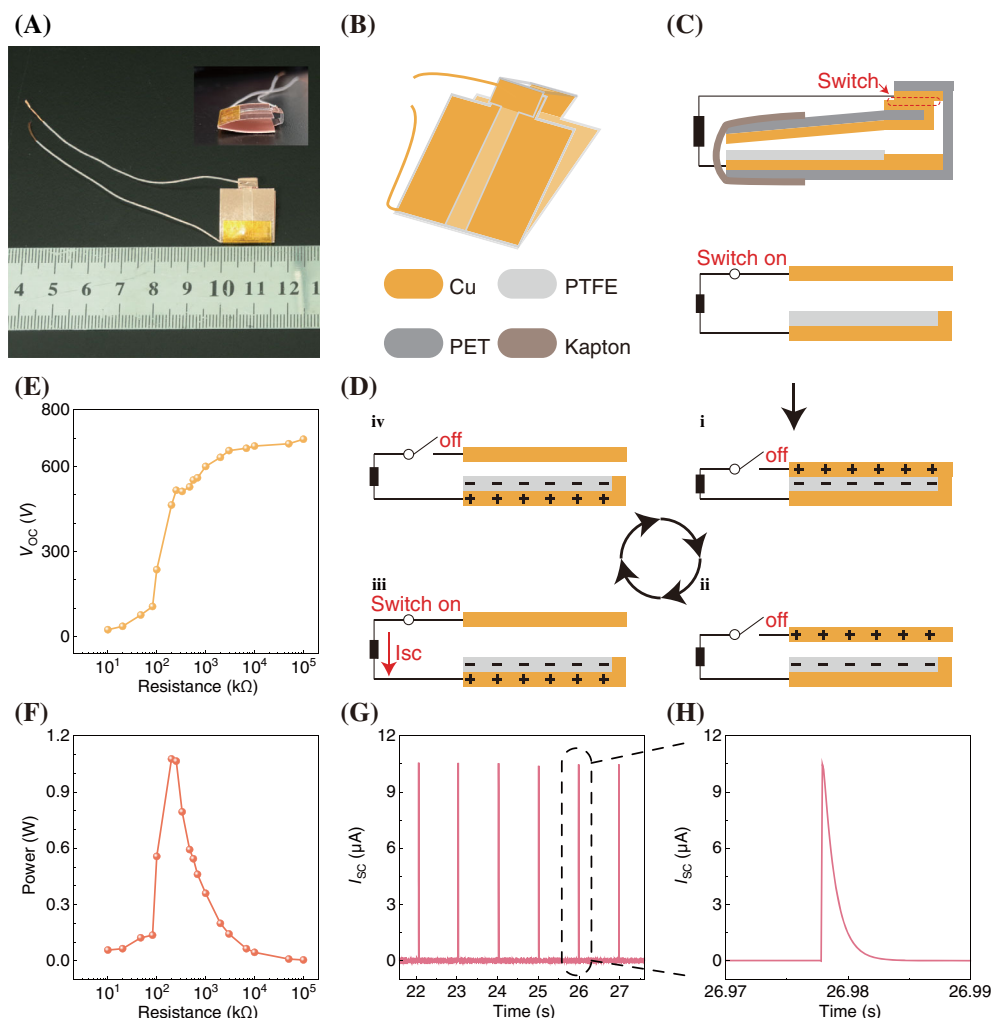 (A)
4 5 6 7 8 9 10 11 12 1
(B)
Cu
PTFE
PET
Kapton
(C)
Switch
Switch on
(D)
iv
off
i
off
iii
Switch on
Isc
ii
off
(E)
800
600
300
0
V_OC (V)
10^1 10^2 10^3 10^4 10^5
Resistance (kΩ)
(F)
1.2
0.9
0.6
0.3
0.0
Power (W)
10^1 10^2 10^3 10^4 10^5
Resistance (kΩ)
(G)
12
9
6
3
0
I_SC (μA)
22 23 24 25 26 27
Time (s)
(H)
12
9
6
3
0
I_SC (μA)
26.97 26.98 26.99
Time (s)